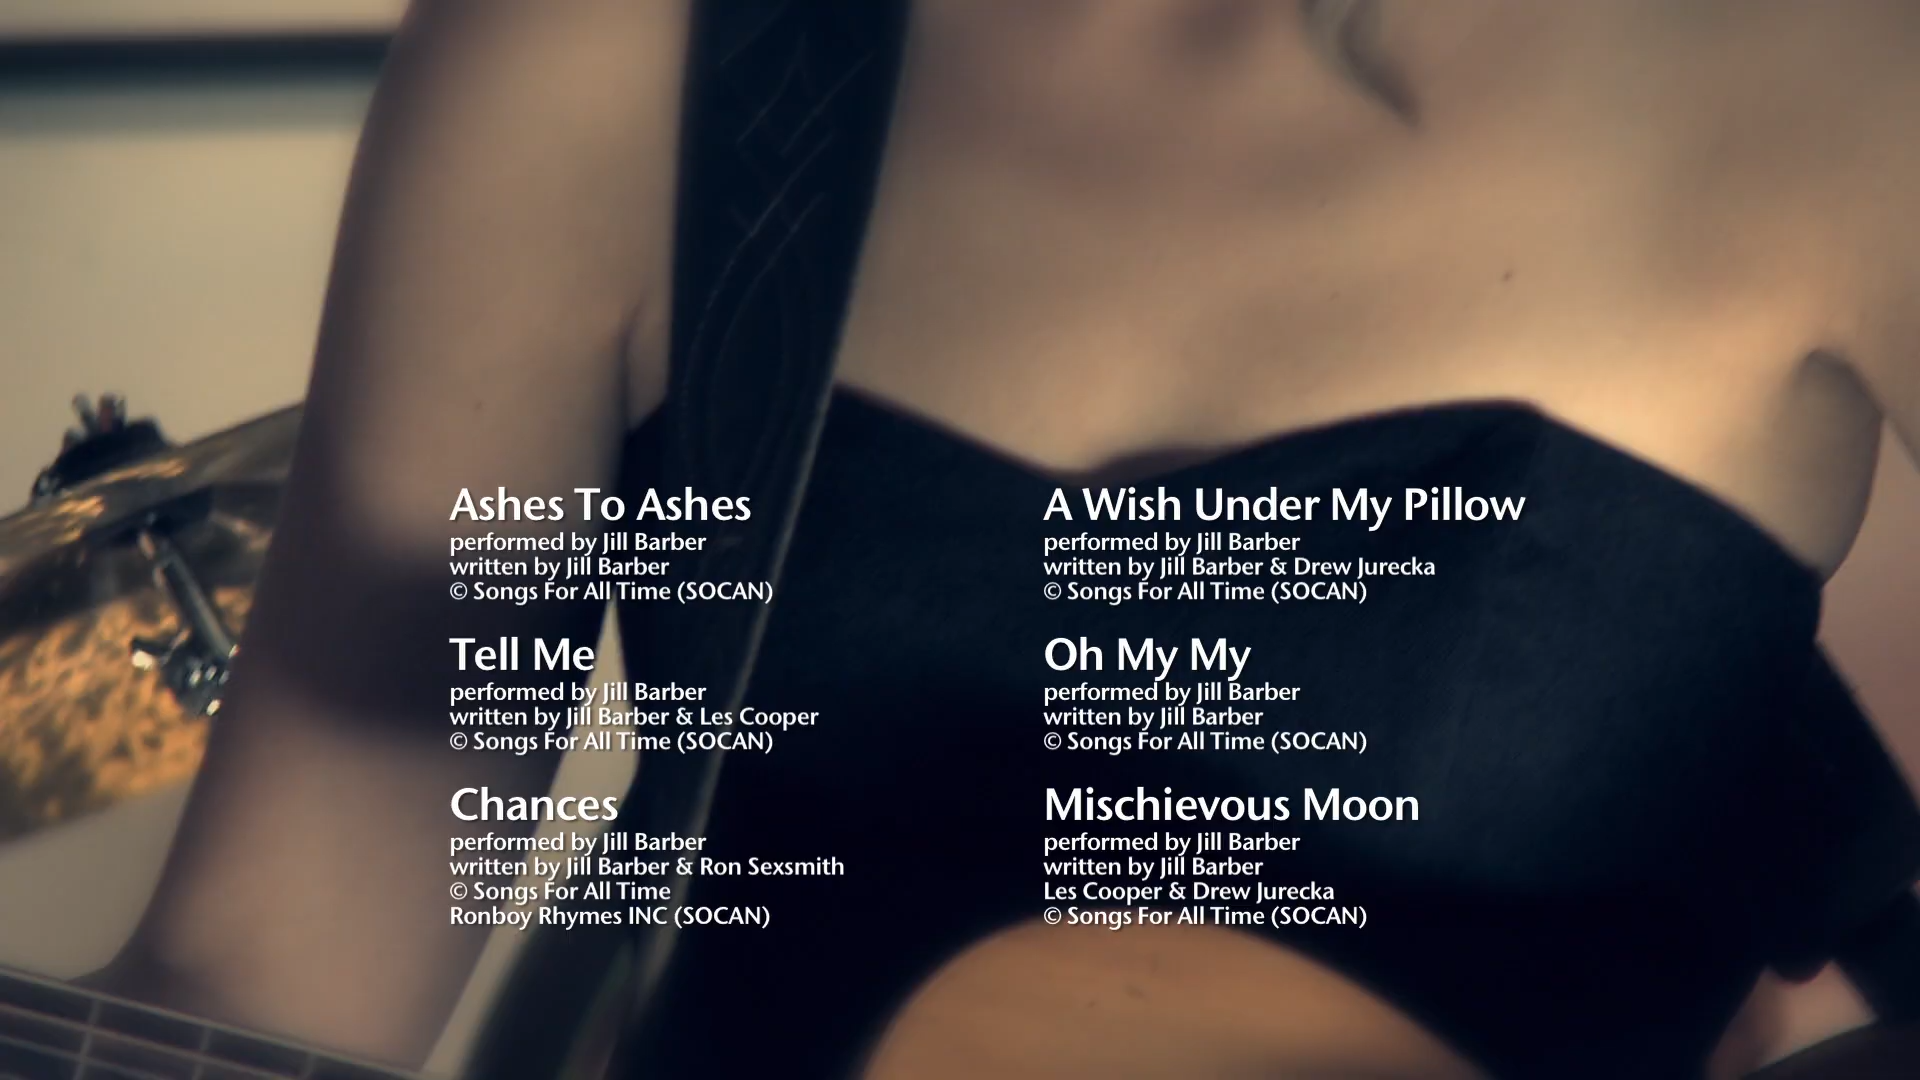 Ashes To Ashes
performed by Jill Barber
written by Jill Barber
© Songs For All Time (SOCAN)
Tell Me
performed by Jill Barber
written by Jill Barber & Les Cooper
© Songs For All Time (SOCAN)
Chances
performed by Jill Barber
written by Jill Barber & Ron Sexsmith
© Songs For All Time
Ronboy Rhymes INC (SOCAN)
A Wish Under My Pillow
performed by Jill Barber
written by Jill Barber & Drew Jurecka
© Songs For All Time (SOCAN)
Oh My My
performed by Jill Barber
written by Jill Barber
© Songs For All Time (SOCAN)
Mischievous Moon
performed by Jill Barber
written by Jill Barber
Les Cooper & Drew Jurecka
© Songs For All Time (SOCAN)